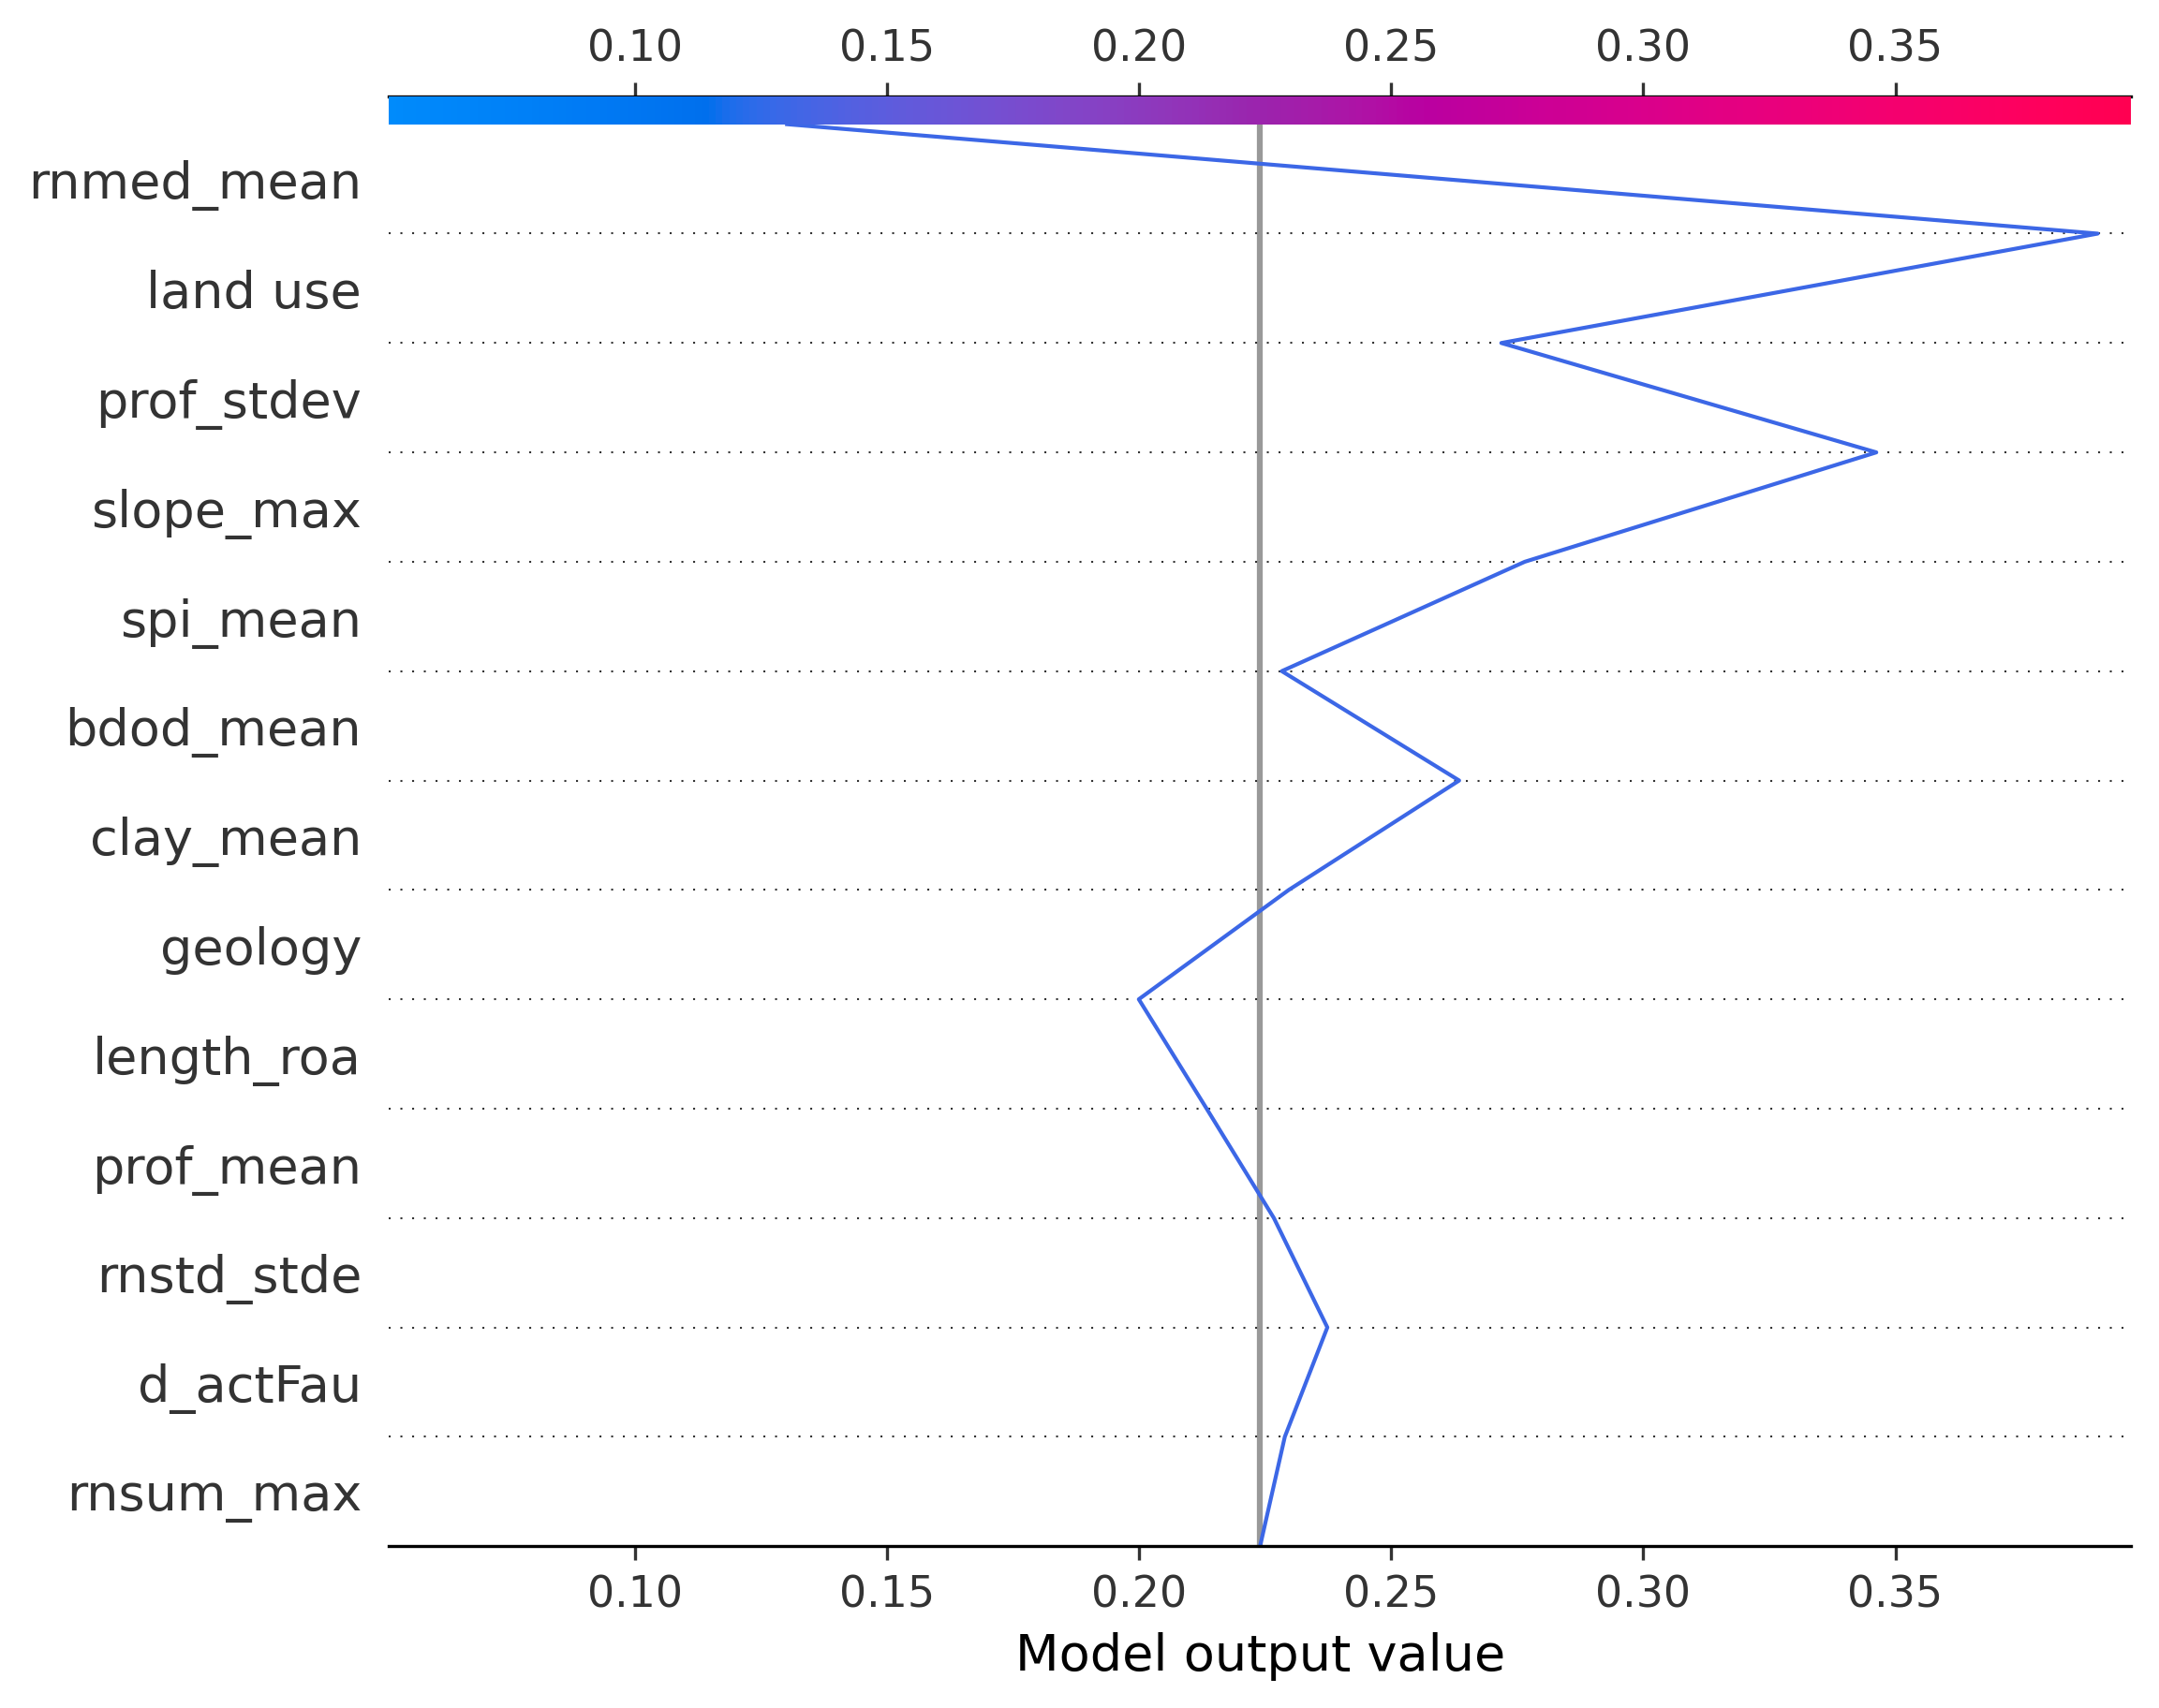 0.10 0.15 0.20 0.25 0.30 0.35
rnmed_mean
land use
prof_stdev
slope_max
spi_mean
bdod_mean
clay_mean
geology
length_roa
prof_mean
rnstd_stde
d_actFau
rnsum_max
0.10 0.15 0.20 0.25 0.30 0.35
Model output value